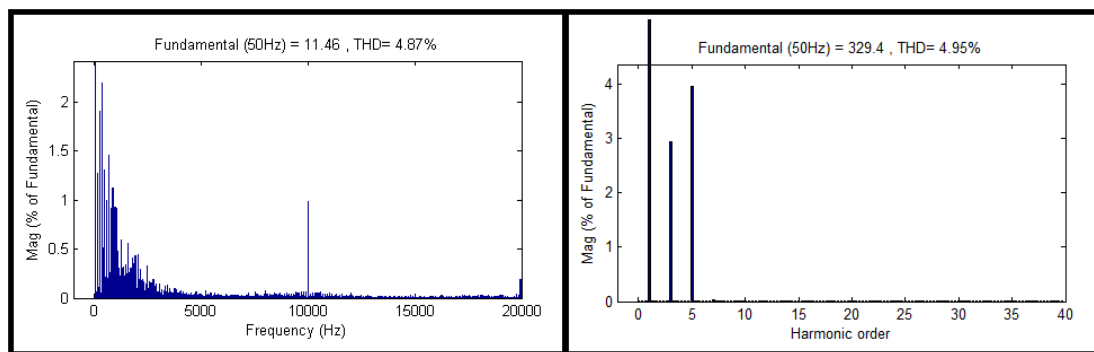 Fundamental (50Hz) = 11.46 , THD= 4.87%
Mag (% of Fundamental)
2
1.5
1
0.5
0
0 5000 10000 15000 20000
Frequency (Hz)
Fundamental (50Hz) = 329.4 , THD= 4.95%
Mag (% of Fundamental)
4
3
2
1
0
0 5 10 15 20 25 30 35 40
Harmonic order